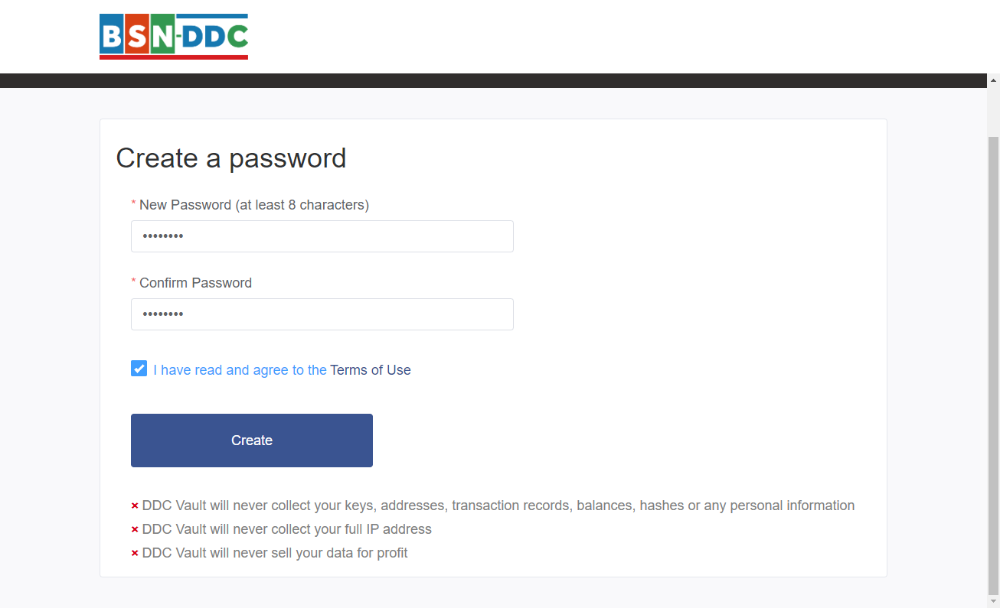 BSN-DDC
Create a password
* New Password (at least 8 characters)
••••••••
* Confirm Password
••••••••
I have read and agree to the Terms of Use
Create
DDC Vault will never collect your keys, addresses, transaction records, balances, hashes or any personal information
DDC Vault will never collect your full IP address
DDC Vault will never sell your data for profit